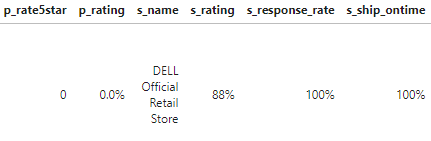 p_rate5star p_rating s_name s_rating s_response_rate s_ship_ontime
DELL
Official
0 0.0% Retail 88% 100% 100%
Store